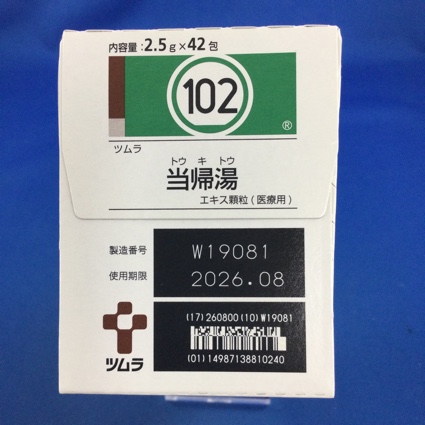 内容量：2.5g×42包
102
®
ツムラ
トウ キ トウ
当帰湯
エキス顆粒(医療用)
製造番号 W19081
使用期限 2026.08
(17)260800(10)W19081
(01)14987138810240
ツムラ